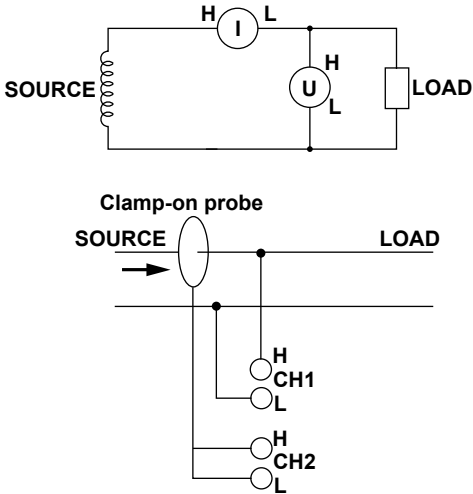 H I L
SOURCE
H
U
L
LOAD
Clamp-on probe
SOURCE LOAD
H
CH1
L
H
CH2
L